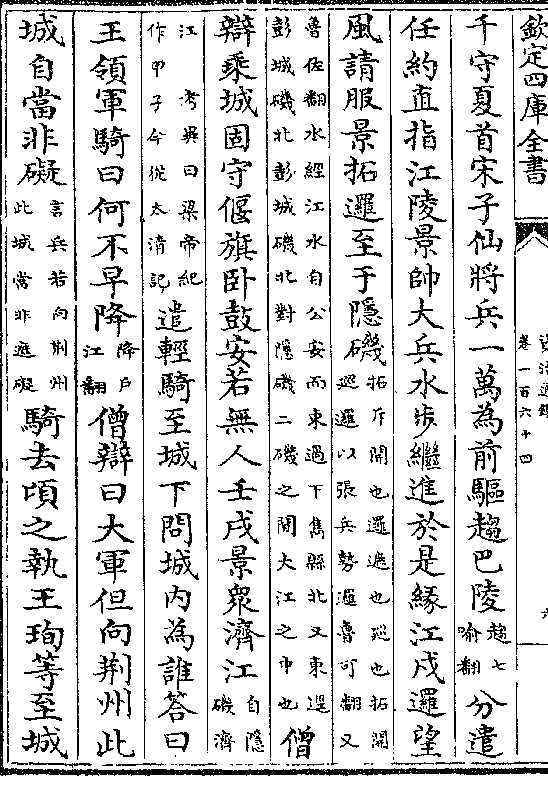 欽定四庫全書
資治通鑑
卷一百六十四
千守夏首宋子仙將兵一萬為前驅趨巴陵趨七喻翻分遣
任約直指江陵景帥大兵水步繼進於是緣江戍邏望
風請服景拓邏至于隱磯拓斥開也邏遮也巡也拓開巡邏以張兵勢邏魯可翻又
魯佐翻水經江水自公安而東過下雋縣北又東逕彭城磯北彭城磯北對隱磯二磯之間大江之中也僧
辯乘城固守偃旗卧鼓安若無人壬戌景衆濟江自隱磯濟
江考異曰梁帝紀作甲子今從太清記遣輕騎至城下問城内為誰答曰
王領軍騎曰何不早降降戶江翻僧辯曰大軍但向荆州此
城自當非礙言兵若向荆州此城當非遮礙騎去頃之執王珣等至城